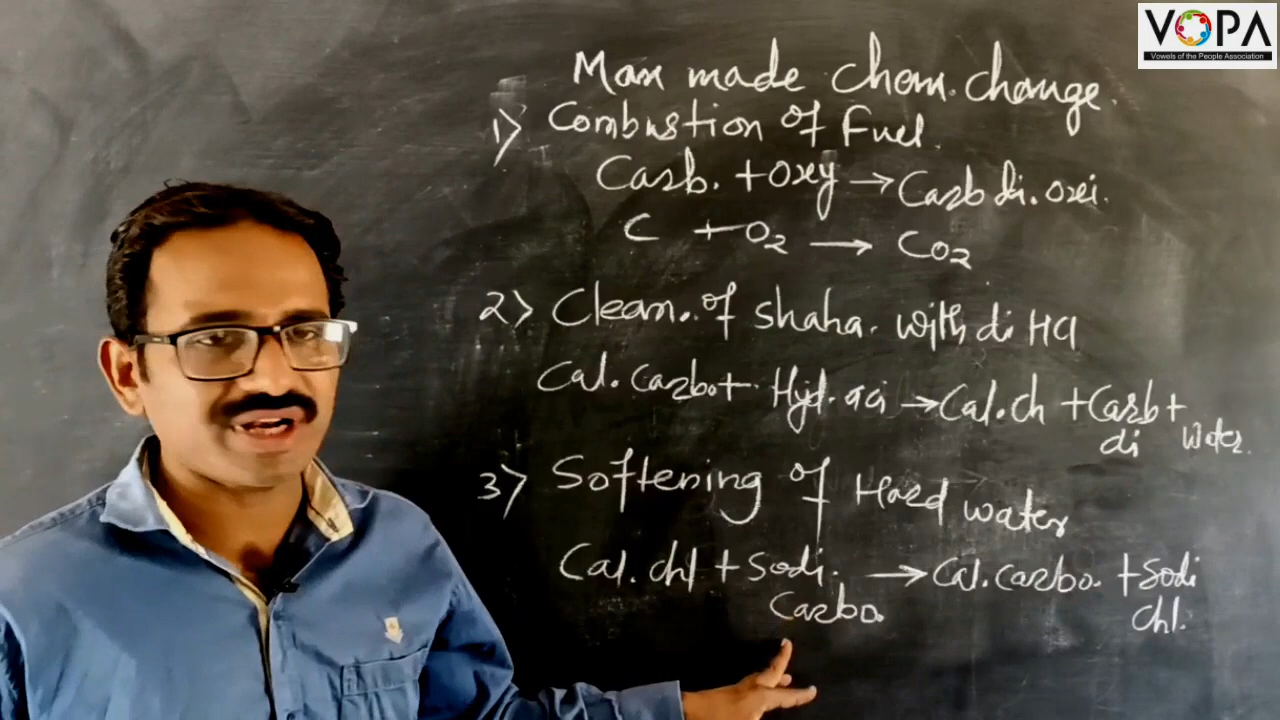 VOPA
Vowels of the People Association
Man made Chem. change.
1) Combustion of Fuel.
Carb. + Oxy → Carb di. oxi.
C + O2 → CO2
2) Clean. of Shaha. with di HCl
Cal. Carbo + Hyd. aci → Cal. ch + Carb di + water.
3) Softening of Hard water
Cal. chl + Sodi. Carbo. → Cal. carbo. + Sodi Chl.